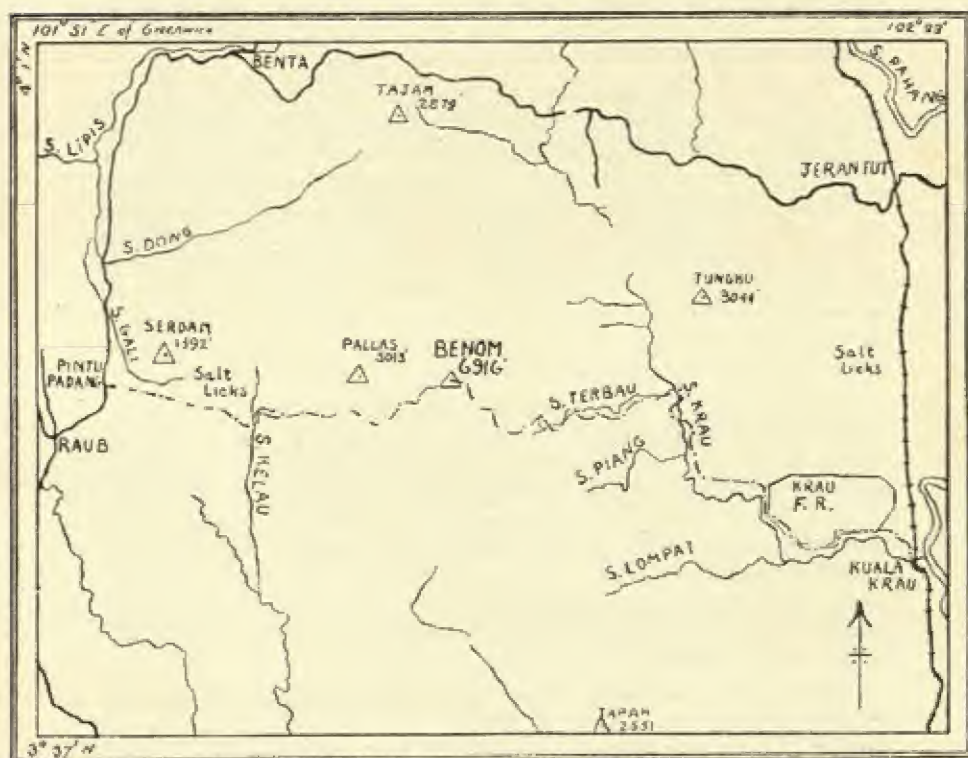 101° 51' E of Greenwich
102° 23'
4° 1' N
BENTA
S. PAHANG
TAJAM
2879'
S. LIPIS
JERANTUT
S. DONG
TUNGKU
3044'
S. GALI
SERDAM
1392'
PALLAS
5013'
BENOM
6916'
Salt
Licks
PINTU
PADANG
Salt
Licks
S. TERBAU
S. KRAU
RAUB
S. KELAU
S. PIANG
KRAU
F. R.
S. LOMPAT
KUALA
KRAU
TAPAH
2551
3° 37' N